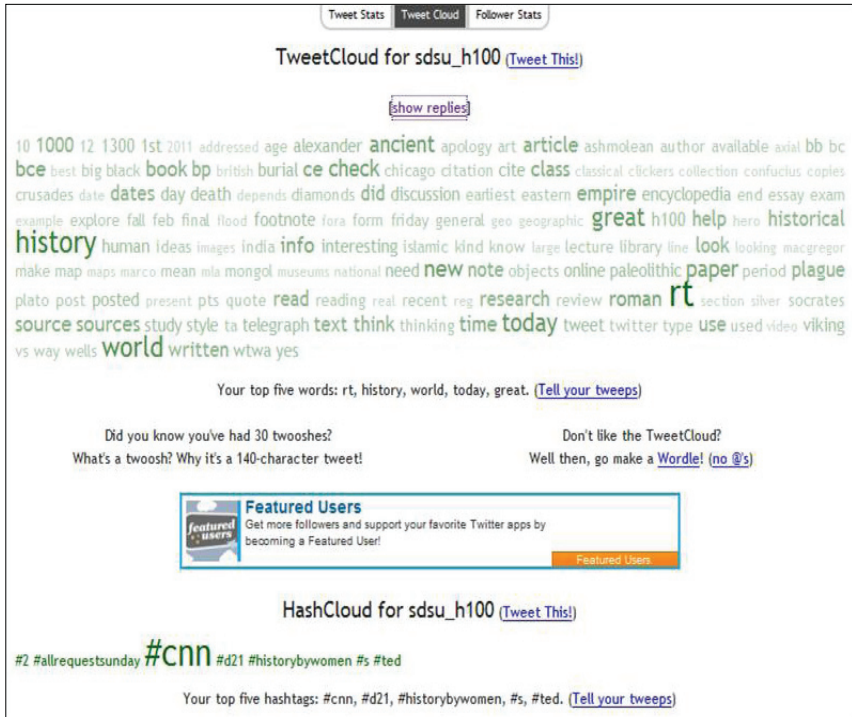 Tweet Stats Tweet Cloud Follower Stats
TweetCloud for sdsu_h100 (Tweet This!)
[show replies]
10 1000 12 1300 1st 2011 addressed age alexander ancient apology art article ashmolean author available axial bb bc
bce best big black book bp british burial ce check chicago citation cite class classical clickers collection confucius copies
crusades date dates day death depends diamonds did discussion earliest eastern empire encyclopedia end essay exam
example explore fall feb final flood footnote fora form friday general geo geographic great h100 help hero historical
history human ideas images india info interesting islamic kind know large lecture library line look looking macgregor
make map maps marco mean mla mongol museums national need new note objects online paleolithic paper period plague
plato post posted present pts quote read reading real recent reg research review roman rt section silver socrates
source sources study style ta telegraph text think thinking time today tweet twitter type use used video viking
vs way wells world written wtwa yes
Your top five words: rt, history, world, today, great. (Tell your tweeps)
Did you know you've had 30 twooshes?
What's a twoosh? Why it's a 140-character tweet!
Don't like the TweetCloud?
Well then, go make a Wordle! (no @'s)
featured users
Featured Users
Get more followers and support your favorite Twitter apps by
becoming a Featured User!
Featured Users
HashCloud for sdsu_h100 (Tweet This!)
#2 #allrequestsunday #cnn #d21 #historybywomen #s #ted
Your top five hashtags: #cnn, #d21, #historybywomen, #s, #ted. (Tell your tweeps)